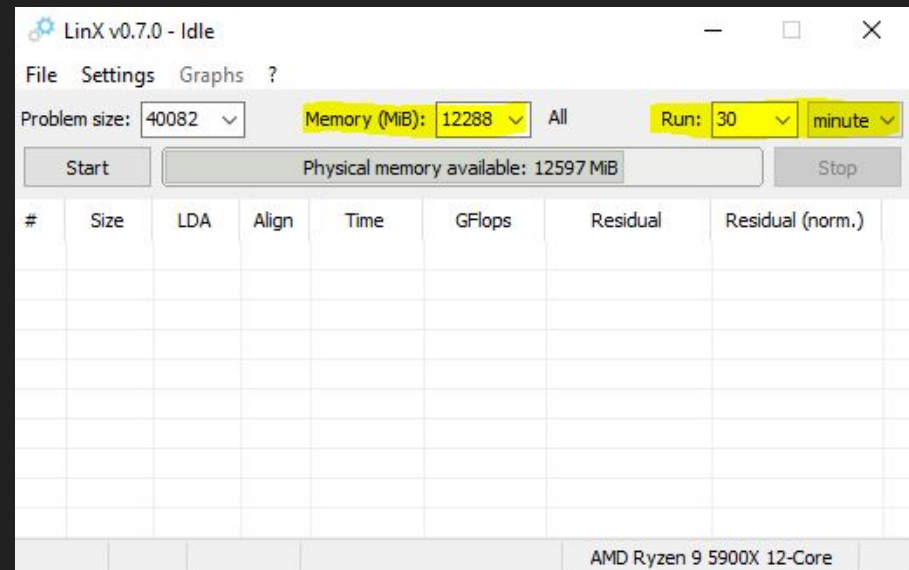 LinX v0.7.0 - Idle
File Settings Graphs ?
Problem size: 40082 Memory (MiB): 12288 All Run: 30 minute
Start Physical memory available: 12597 MiB Stop
# Size LDA Align Time GFlops Residual Residual (norm.)
AMD Ryzen 9 5900X 12-Core